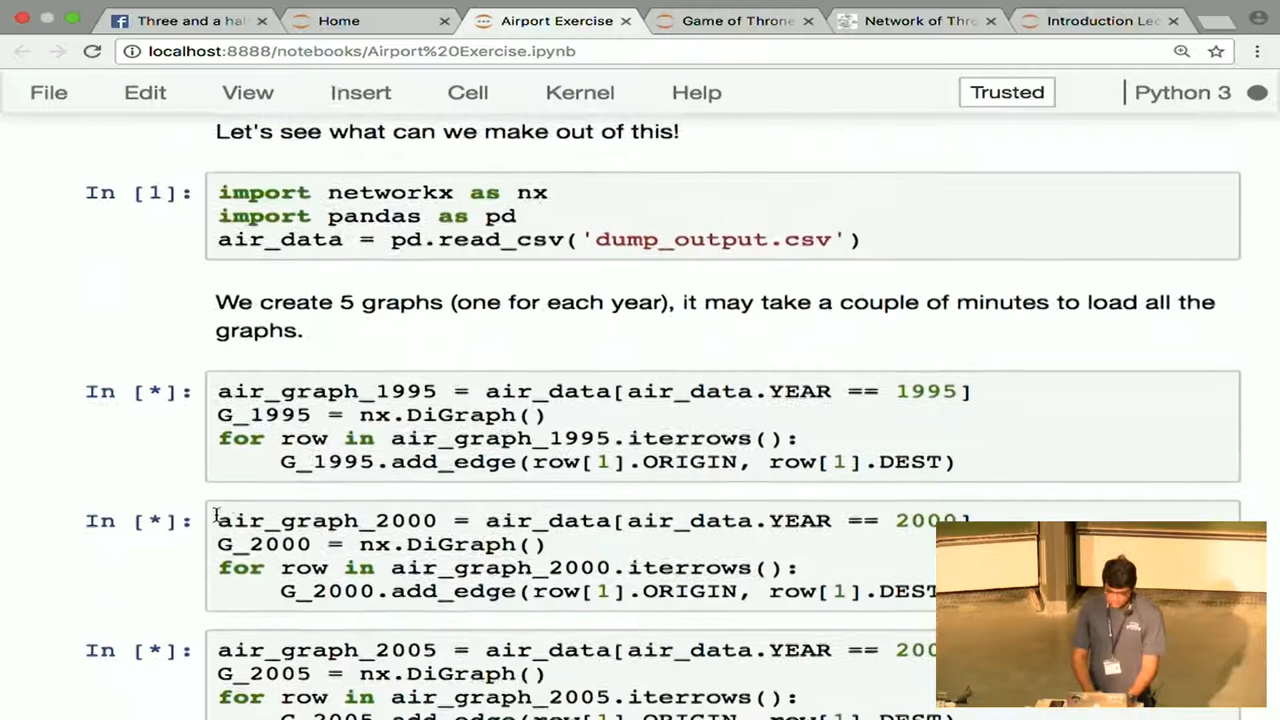 Three and a ha
Home
Airport Exercise
Game of Throne
Network of Thr
Introduction Lec
localhost:8888/notebooks/Airport%20Exercise.ipynb
File Edit View Insert Cell Kernel Help Trusted Python 3
Let's see what can we make out of this!
In [1]:
import networkx as nx
import pandas as pd
air_data = pd.read_csv('dump_output.csv')
We create 5 graphs (one for each year), it may take a couple of minutes to load all the
graphs.
In [*]:
air_graph_1995 = air_data[air_data.YEAR == 1995]
G_1995 = nx.DiGraph()
for row in air_graph_1995.iterrows():
G_1995.add_edge(row[1].ORIGIN, row[1].DEST)
In [*]:
air_graph_2000 = air_data[air_data.YEAR == 2000]
G_2000 = nx.DiGraph()
for row in air_graph_2000.iterrows():
G_2000.add_edge(row[1].ORIGIN, row[1].DEST
In [*]:
air_graph_2005 = air_data[air_data.YEAR == 200
G_2005 = nx.DiGraph()
for row in air_graph_2005.iterrows():